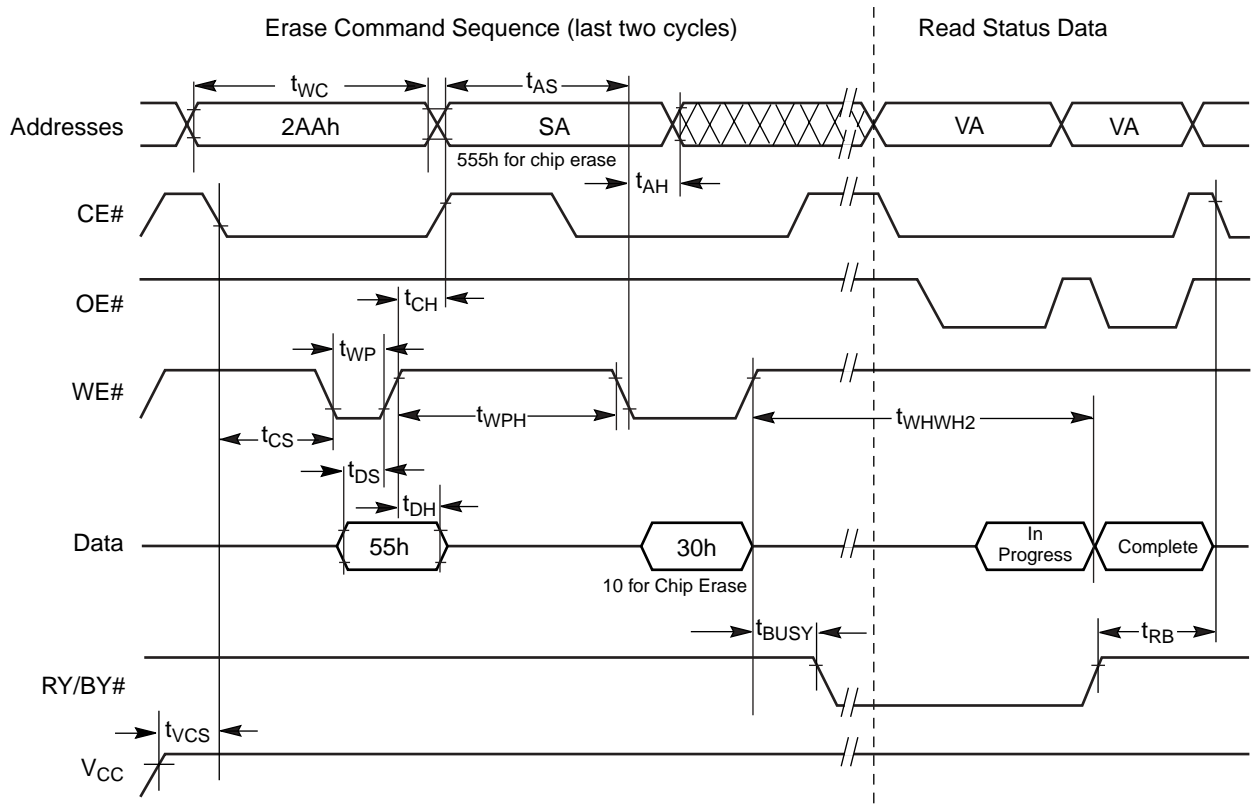 Erase Command Sequence (last two cycles) Read Status Data
tWC tAS
Addresses 2AAh SA VA VA
555h for chip erase
tAH
CE#
OE#
tCH
tWP
WE#
tWPH tWHWH2
tCS
tDS
tDH
Data 55h 30h In Progress Complete
10 for Chip Erase
tBUSY tRB
RY/BY#
tVCS
VCC